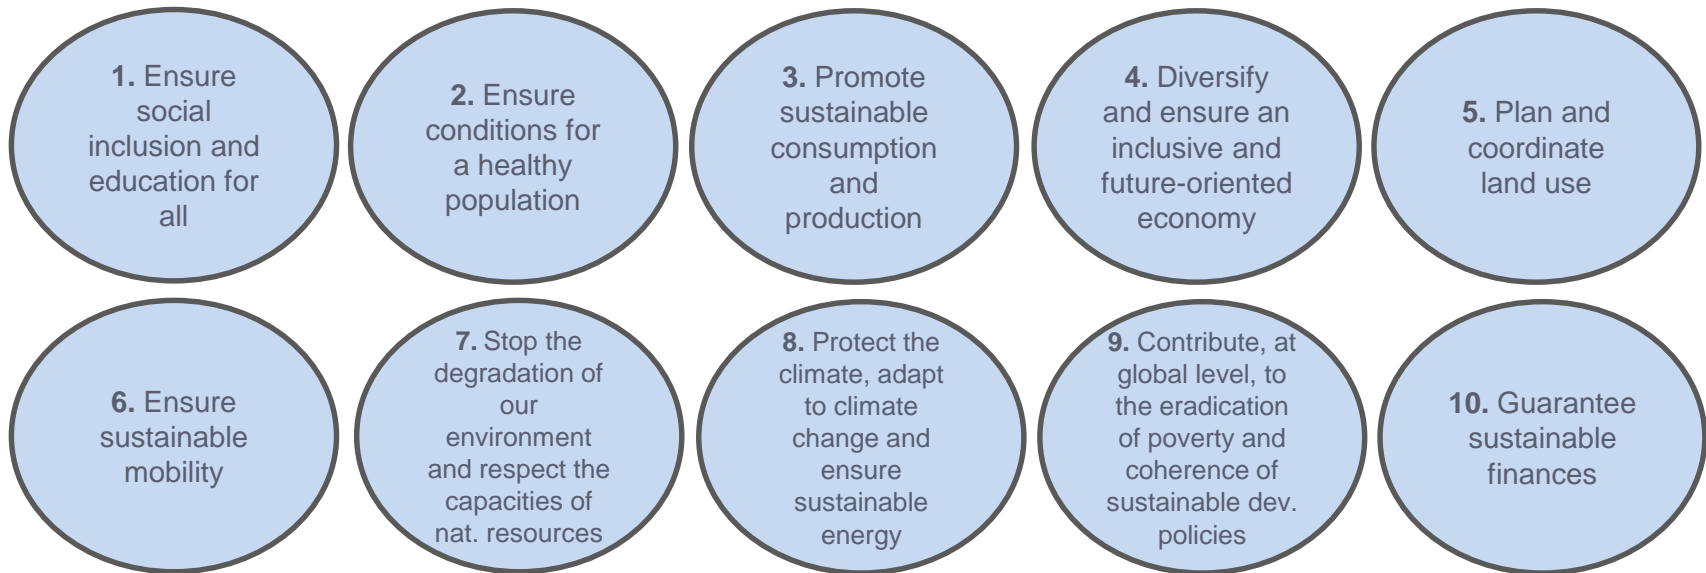 1. Ensure
social
inclusion and
education for
all
2. Ensure
conditions for
a healthy
population
3. Promote
sustainable
consumption
and
production
4. Diversify
and ensure an
inclusive and
future-oriented
economy
5. Plan and
coordinate
land use
6. Ensure
sustainable
mobility
7. Stop the
degradation of
our
environment
and respect the
capacities of
nat. resources
8. Protect the
climate, adapt
to climate
change and
ensure
sustainable
energy
9. Contribute, at
global level, to
the eradication
of poverty and
coherence of
sustainable dev.
policies
10. Guarantee
sustainable
finances